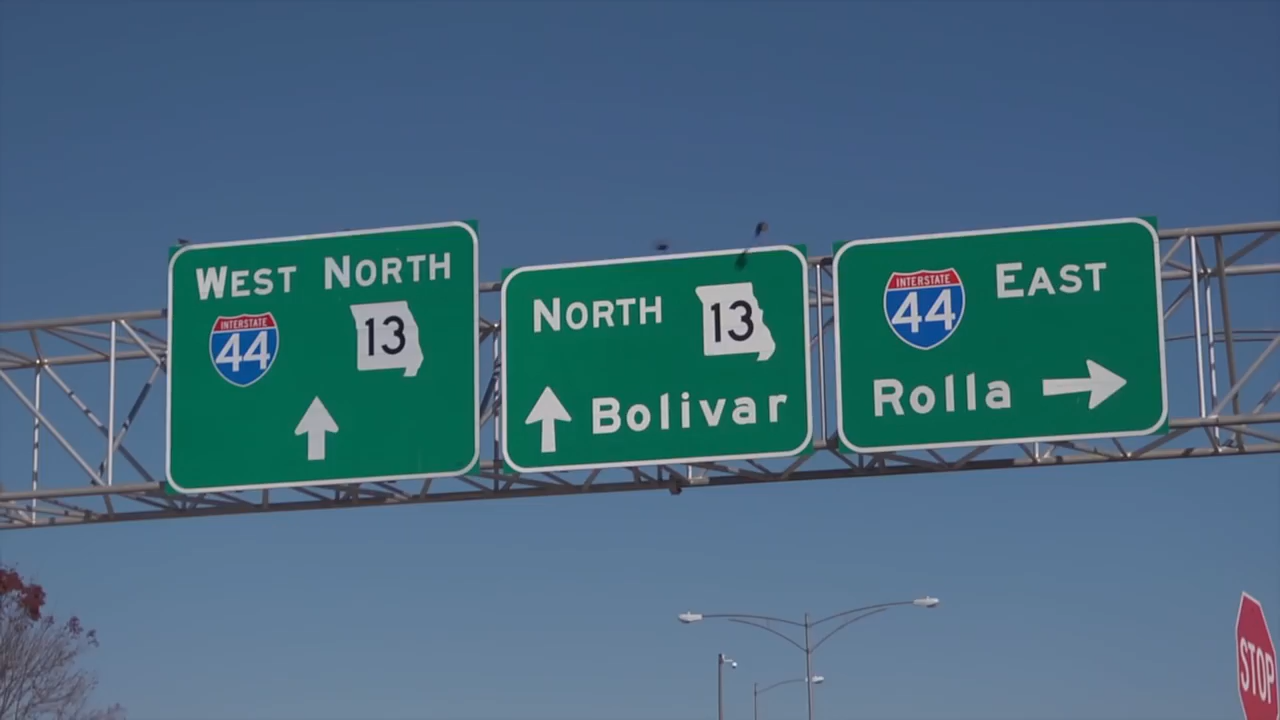 WEST NORTH
INTERSTATE
44
13
NORTH 13
Bolivar
INTERSTATE
44
EAST
Rolla
STOP